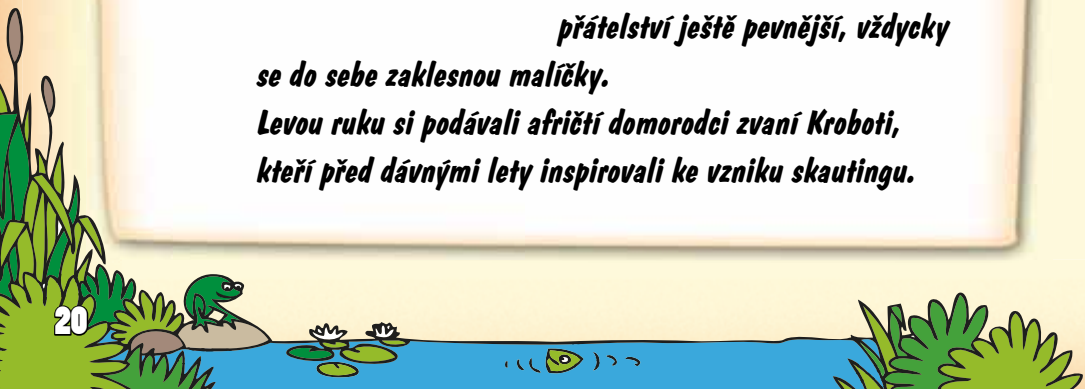 přátelství ještě pevnější, vždycky
se do sebe zaklesnou malíčky.
Levou ruku si podávali afričtí domorodci zvaní Kroboti,
kteří před dávnými lety inspirovali ke vzniku skautingu.
20